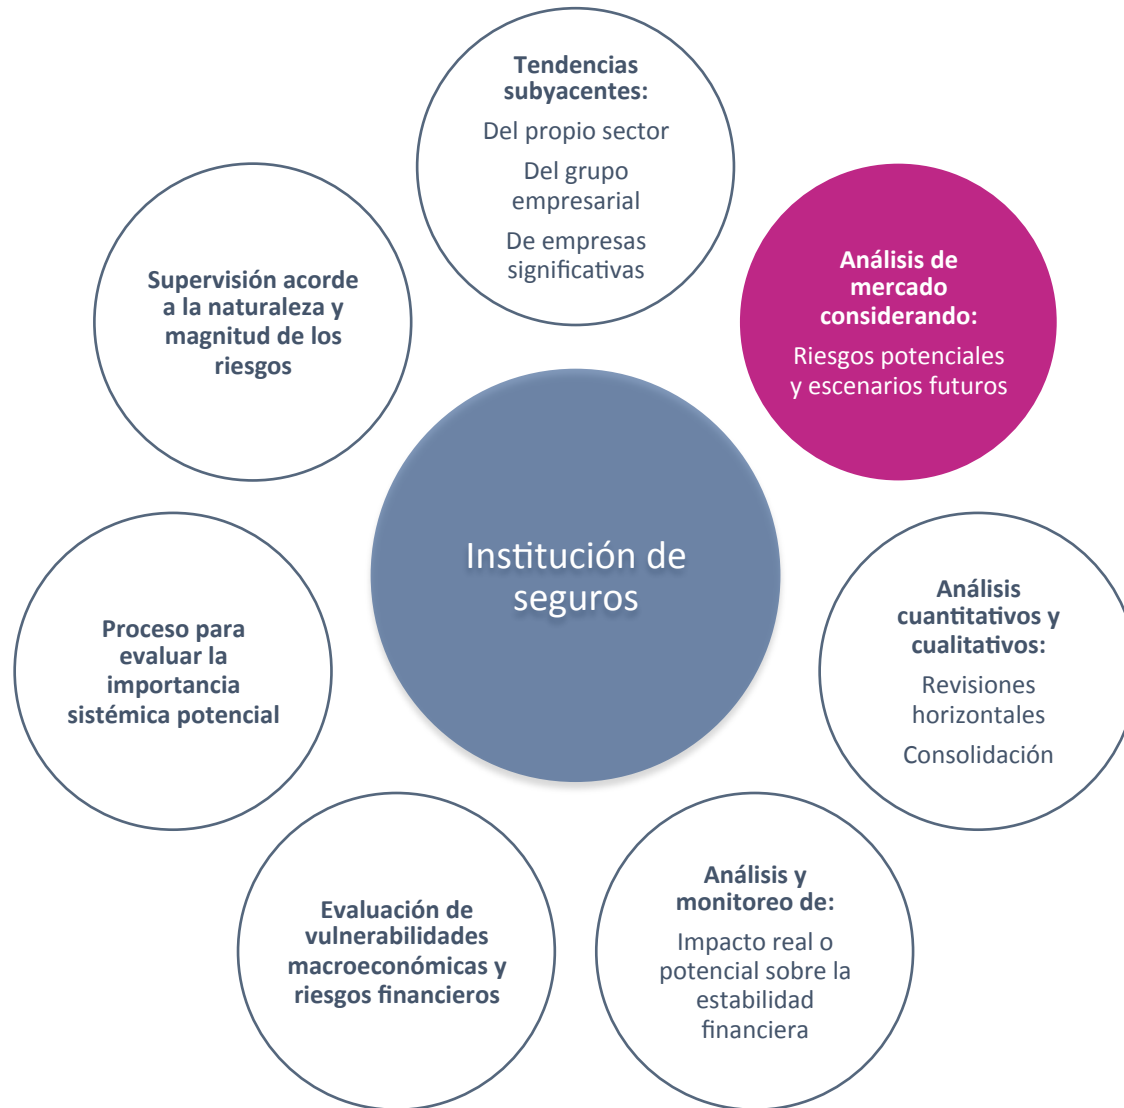 Tendencias
subyacentes:
Del propio sector
Del grupo
empresarial
De empresas
significativas
Análisis de
mercado
considerando:
Riesgos potenciales
y escenarios futuros
Análisis
cuantitativos y
cualitativos:
Revisiones
horizontales
Consolidación
Análisis y
monitoreo de:
Impacto real o
potencial sobre la
estabilidad
financiera
Evaluación de
vulnerabilidades
macroeconómicas y
riesgos financieros
Proceso para
evaluar la
importancia
sistémica potencial
Supervisión acorde
a la naturaleza y
magnitud de los
riesgos
Institución de
seguros